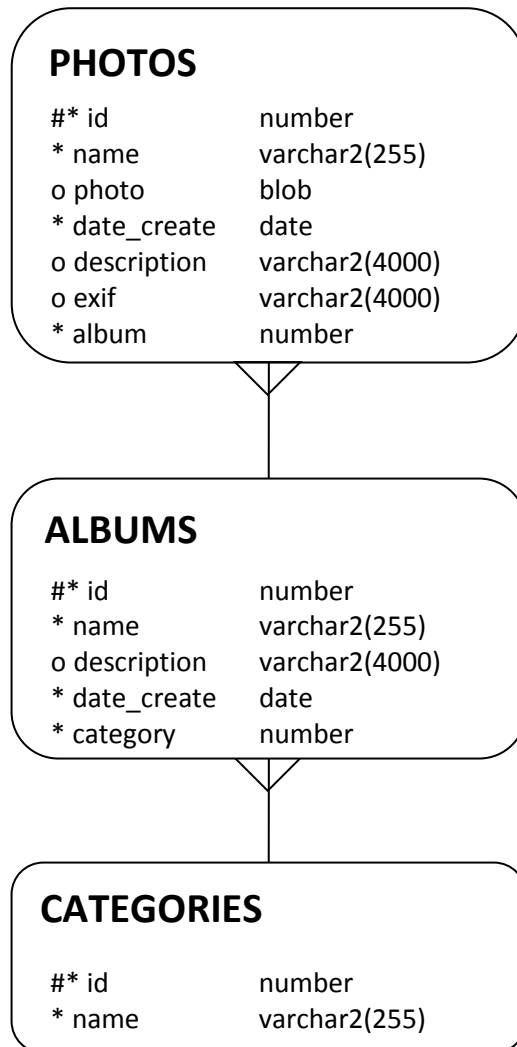 PHOTOS
#* id number
* name varchar2(255)
o photo blob
* date_create date
o description varchar2(4000)
o exif varchar2(4000)
* album number
ALBUMS
#* id number
* name varchar2(255)
o description varchar2(4000)
* date_create date
* category number
CATEGORIES
#* id number
* name varchar2(255)